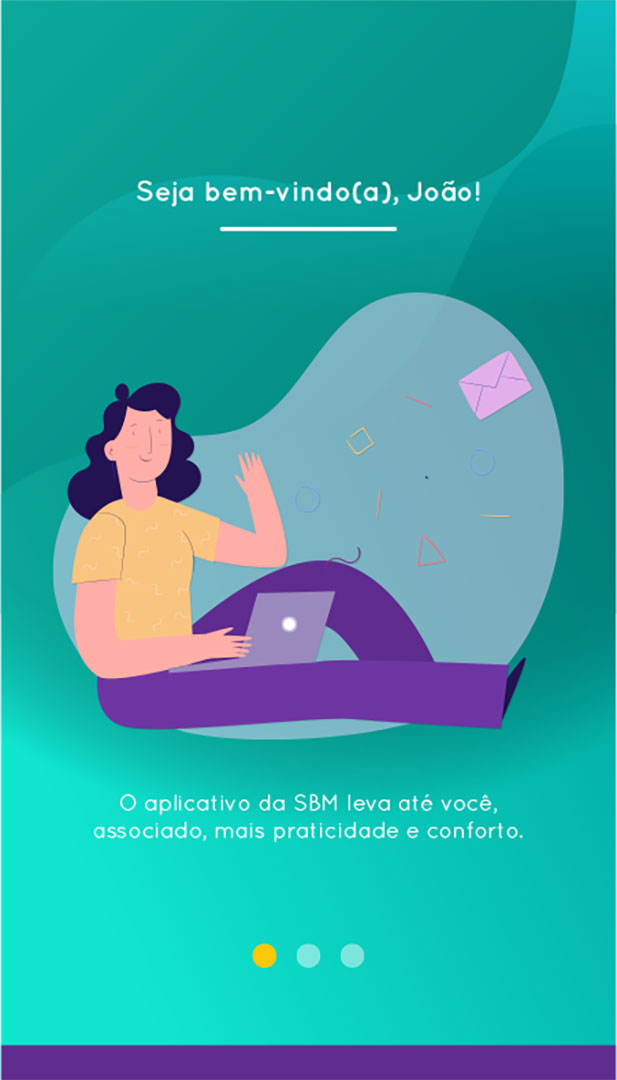 Seja bem-vindo(a), João!
O aplicativo da SBM leva até você,
associado, mais praticidade e conforto.